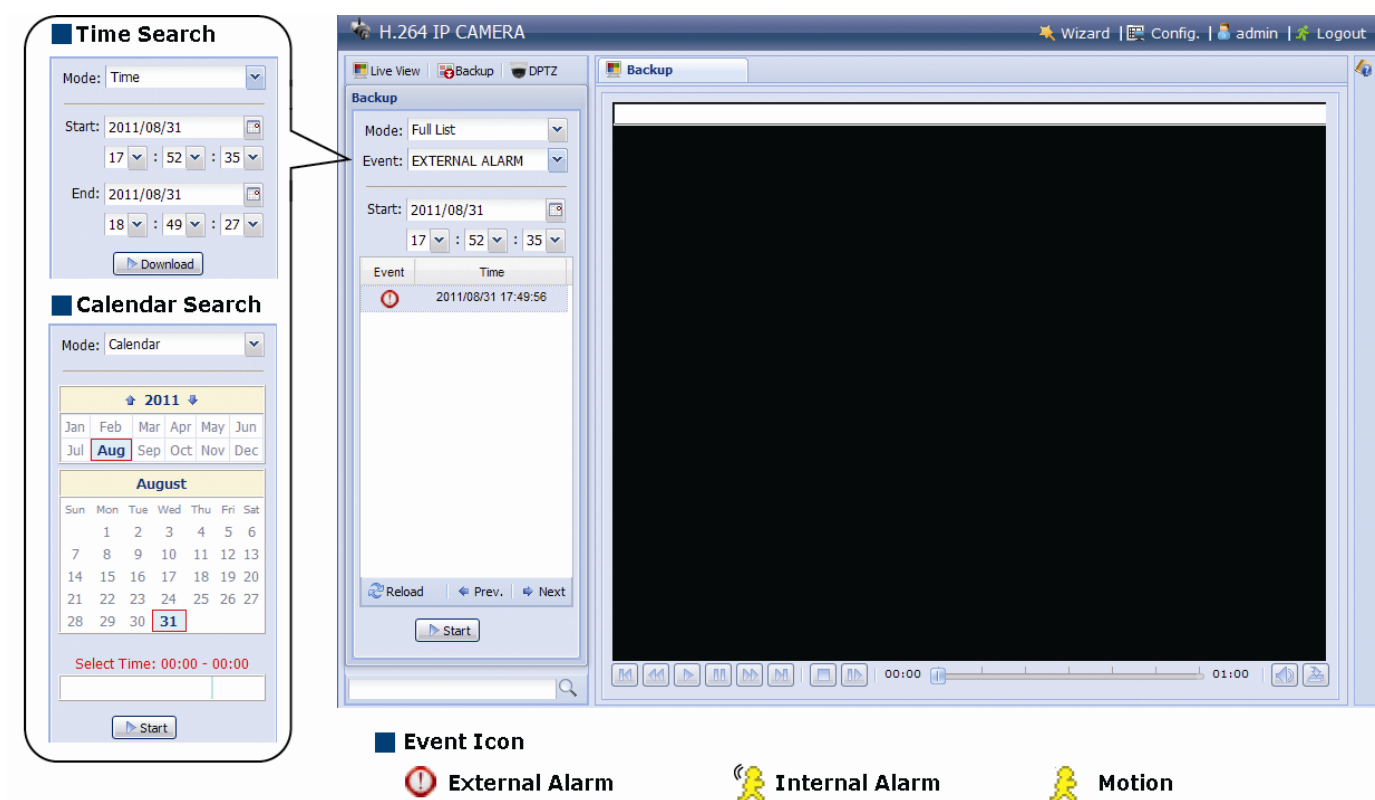 Time Search
Mode: Time
Start: 2011/08/31
17 : 52 : 35
End: 2011/08/31
18 : 49 : 27
Download
Calendar Search
Mode: Calendar
2011
Jan Feb Mar Apr May Jun
Jul Aug Sep Oct Nov Dec
August
Sun Mon Tue Wed Thu Fri Sat
1 2 3 4 5 6
7 8 9 10 11 12 13
14 15 16 17 18 19 20
21 22 23 24 25 26 27
28 29 30 31
Select Time: 00:00 - 00:00
Start
H.264 IP CAMERA
Wizard | Config. | admin | Logout
Live View Backup DPTZ
Backup
Mode: Full List
Event: EXTERNAL ALARM
Start: 2011/08/31
17 : 52 : 35
Event Time
2011/08/31 17:49:56
Reload Prev. Next
Start
Backup
00:00 01:00
Event Icon
External Alarm Internal Alarm Motion